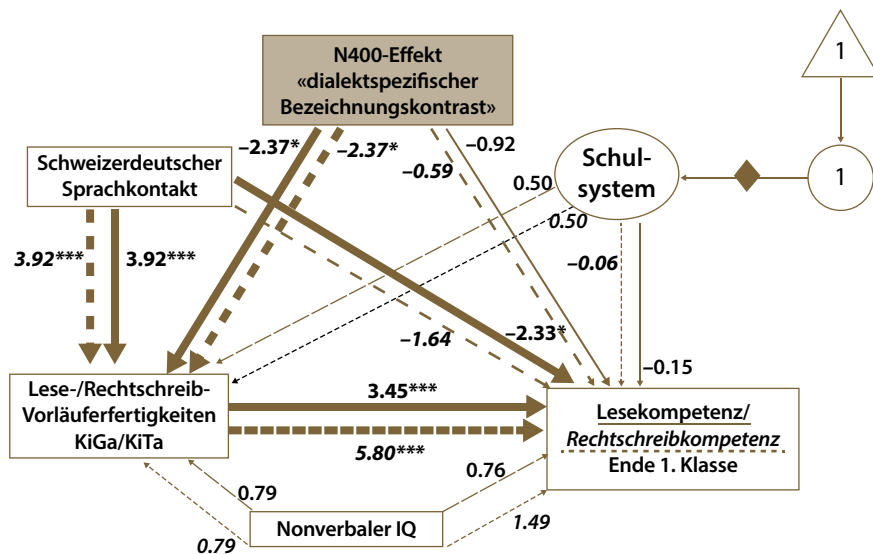 N400-Effekt
«dialektspezifischer
Bezeichnungskontrast»
1
Schweizerdeutscher
Sprachkontakt
–2.37*
–2.37*
–0.59
–0.92
0.50
Schul-
system
1
0.50
3.92***
3.92***
–0.06
–1.64
–2.33*
–0.15
Lese-/Rechtschreib-
Vorläuferfertigkeiten
KiGa/KiTa
3.45***
5.80***
Lesekompetenz/
Rechtschreibkompetenz
Ende 1. Klasse
0.79
0.76
Nonverbaler IQ
0.79
1.49